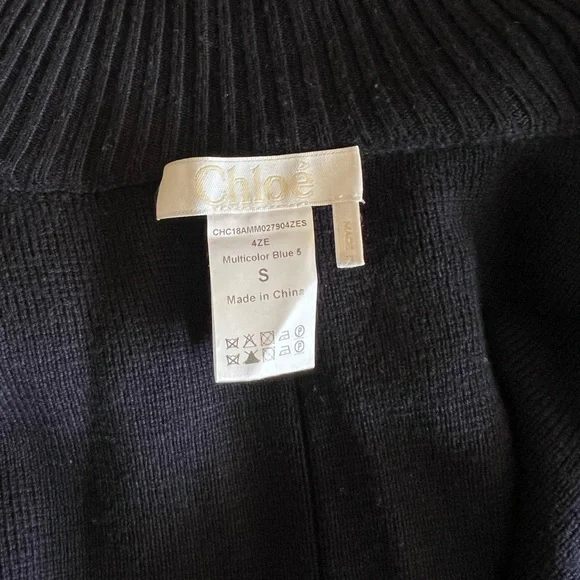 Chloé
CHC18AMM027904ZES
4ZE
Multicolor Blue 5
S
Made in China
P
P